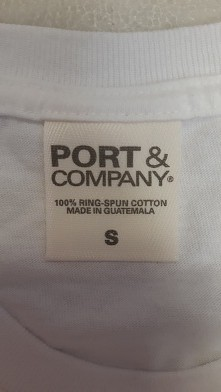 PORT &
COMPANY®
100% RING-SPUN COTTON
MADE IN GUATEMALA
S